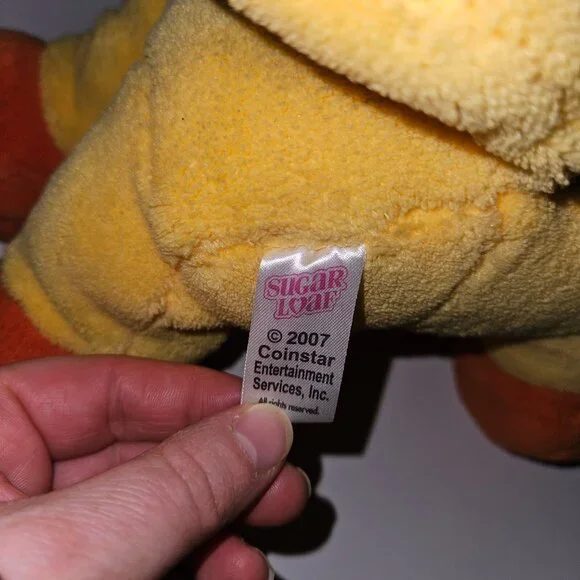 SUGAR
LOAF
© 2007
Coinstar
Entertainment
Services, Inc.
All rights reserved.